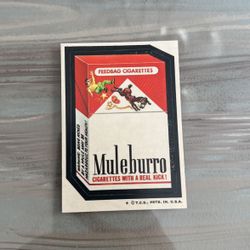 FEEDBAG CIGARETTES
Muleburro
CIGARETTES WITH A REAL KICK!
© T.C.G. PRTD. IN U.S.A.